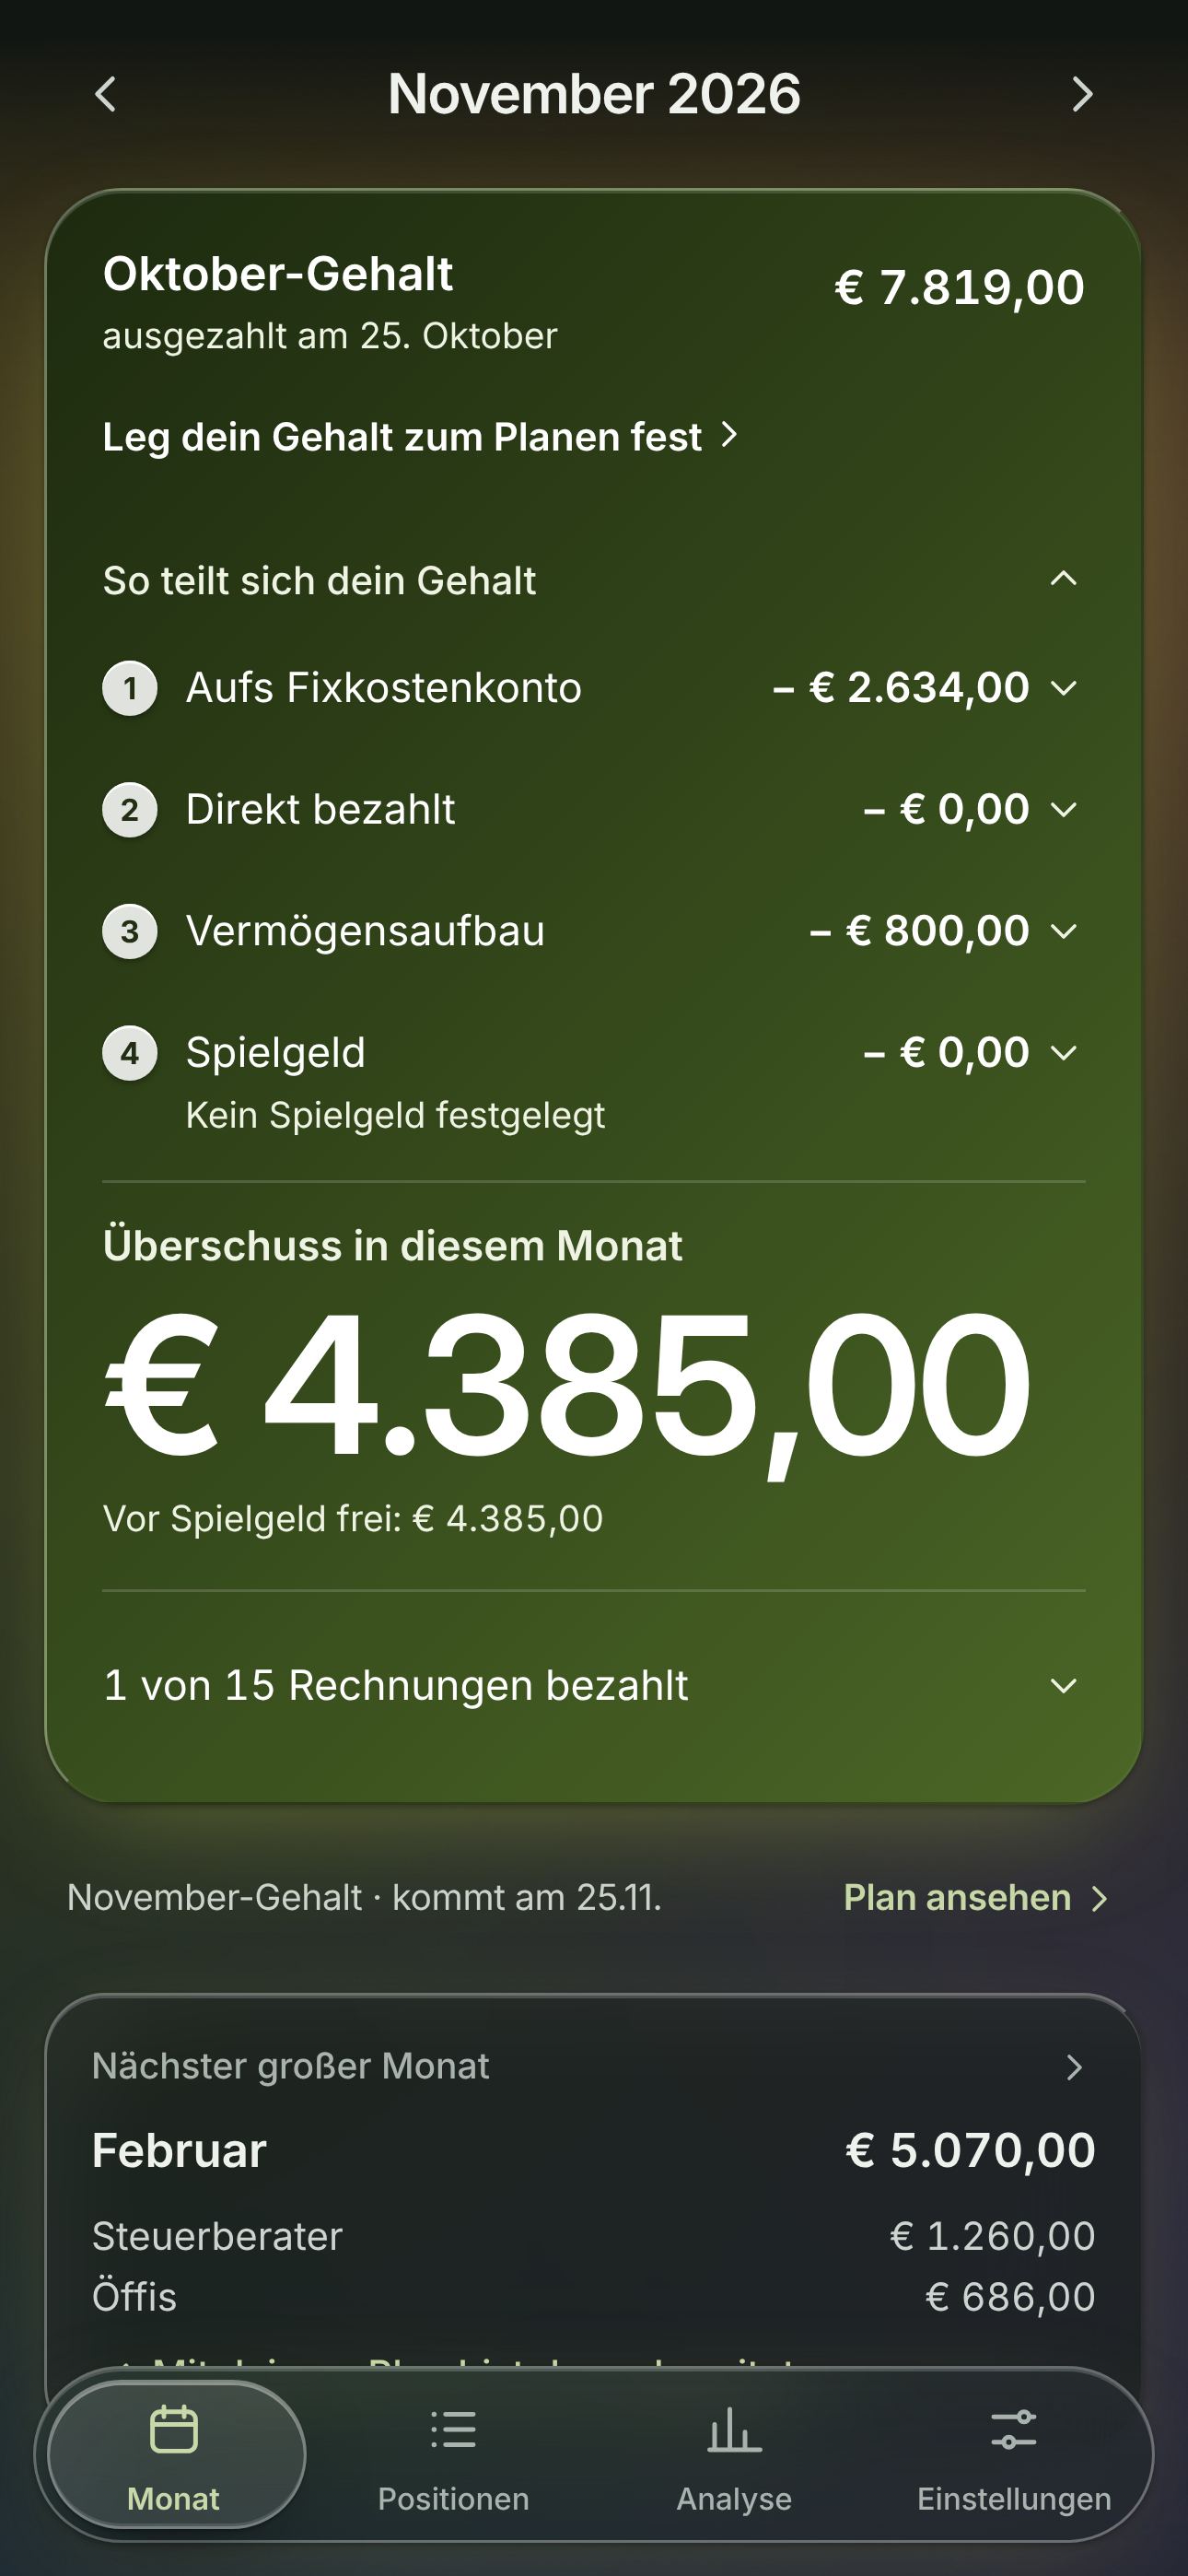 November 2026
Oktober-Gehalt
€ 7.819,00
ausgezahlt am 25. Oktober
Leg dein Gehalt zum Planen fest
So teilt sich dein Gehalt
1 Aufs Fixkostenkonto – € 2.634,00
2 Direkt bezahlt – € 0,00
3 Vermögensaufbau – € 800,00
4 Spielgeld – € 0,00
Kein Spielgeld festgelegt
Überschuss in diesem Monat
€ 4.385,00
Vor Spielgeld frei: € 4.385,00
1 von 15 Rechnungen bezahlt
November-Gehalt · kommt am 25.11. Plan ansehen
Nächster großer Monat
Februar € 5.070,00
Steuerberater € 1.260,00
Öffis € 686,00
Monat Positionen Analyse Einstellungen